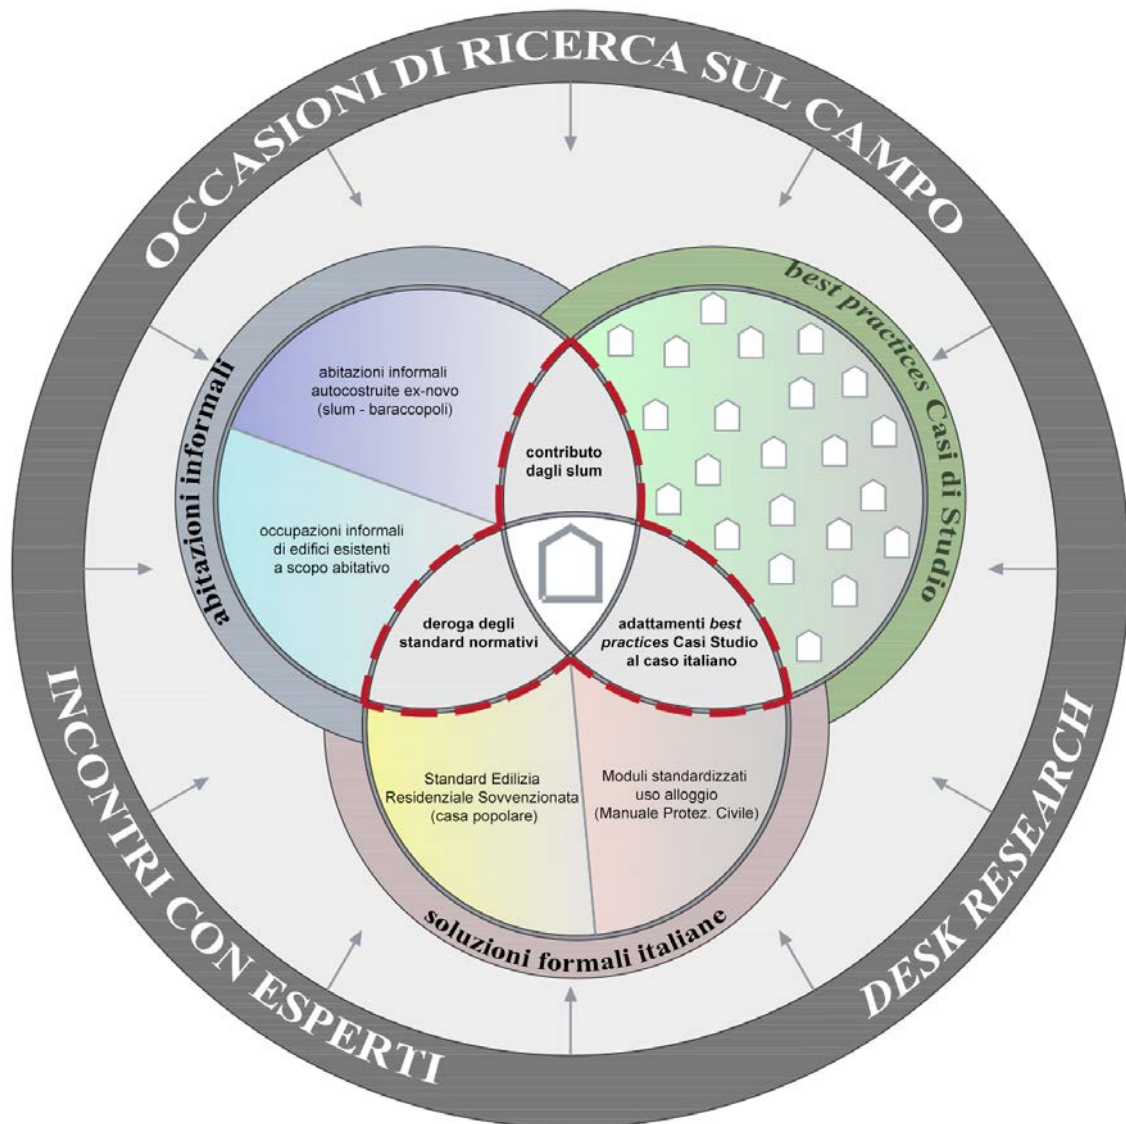 OCCASIONI DI RICERCA SUL CAMPO
best practices Casi di Studio
abitazioni informali
abitazioni informali
autocostruite ex-novo
(slum - baraccopoli)
contributo
dagli slum
occupazioni informali
di edifici esistenti
a scopo abitativo
deroga degli
standard normativi
adattamenti best
practices Casi Studio
al caso italiano
Standard Edilizia
Residenziale Sovvenzionata
(casa popolare)
Moduli standardizzati
uso alloggio
(Manuale Protez. Civile)
soluzioni formali italiane
INCONTRI CON ESPERTI
DESK RESEARCH